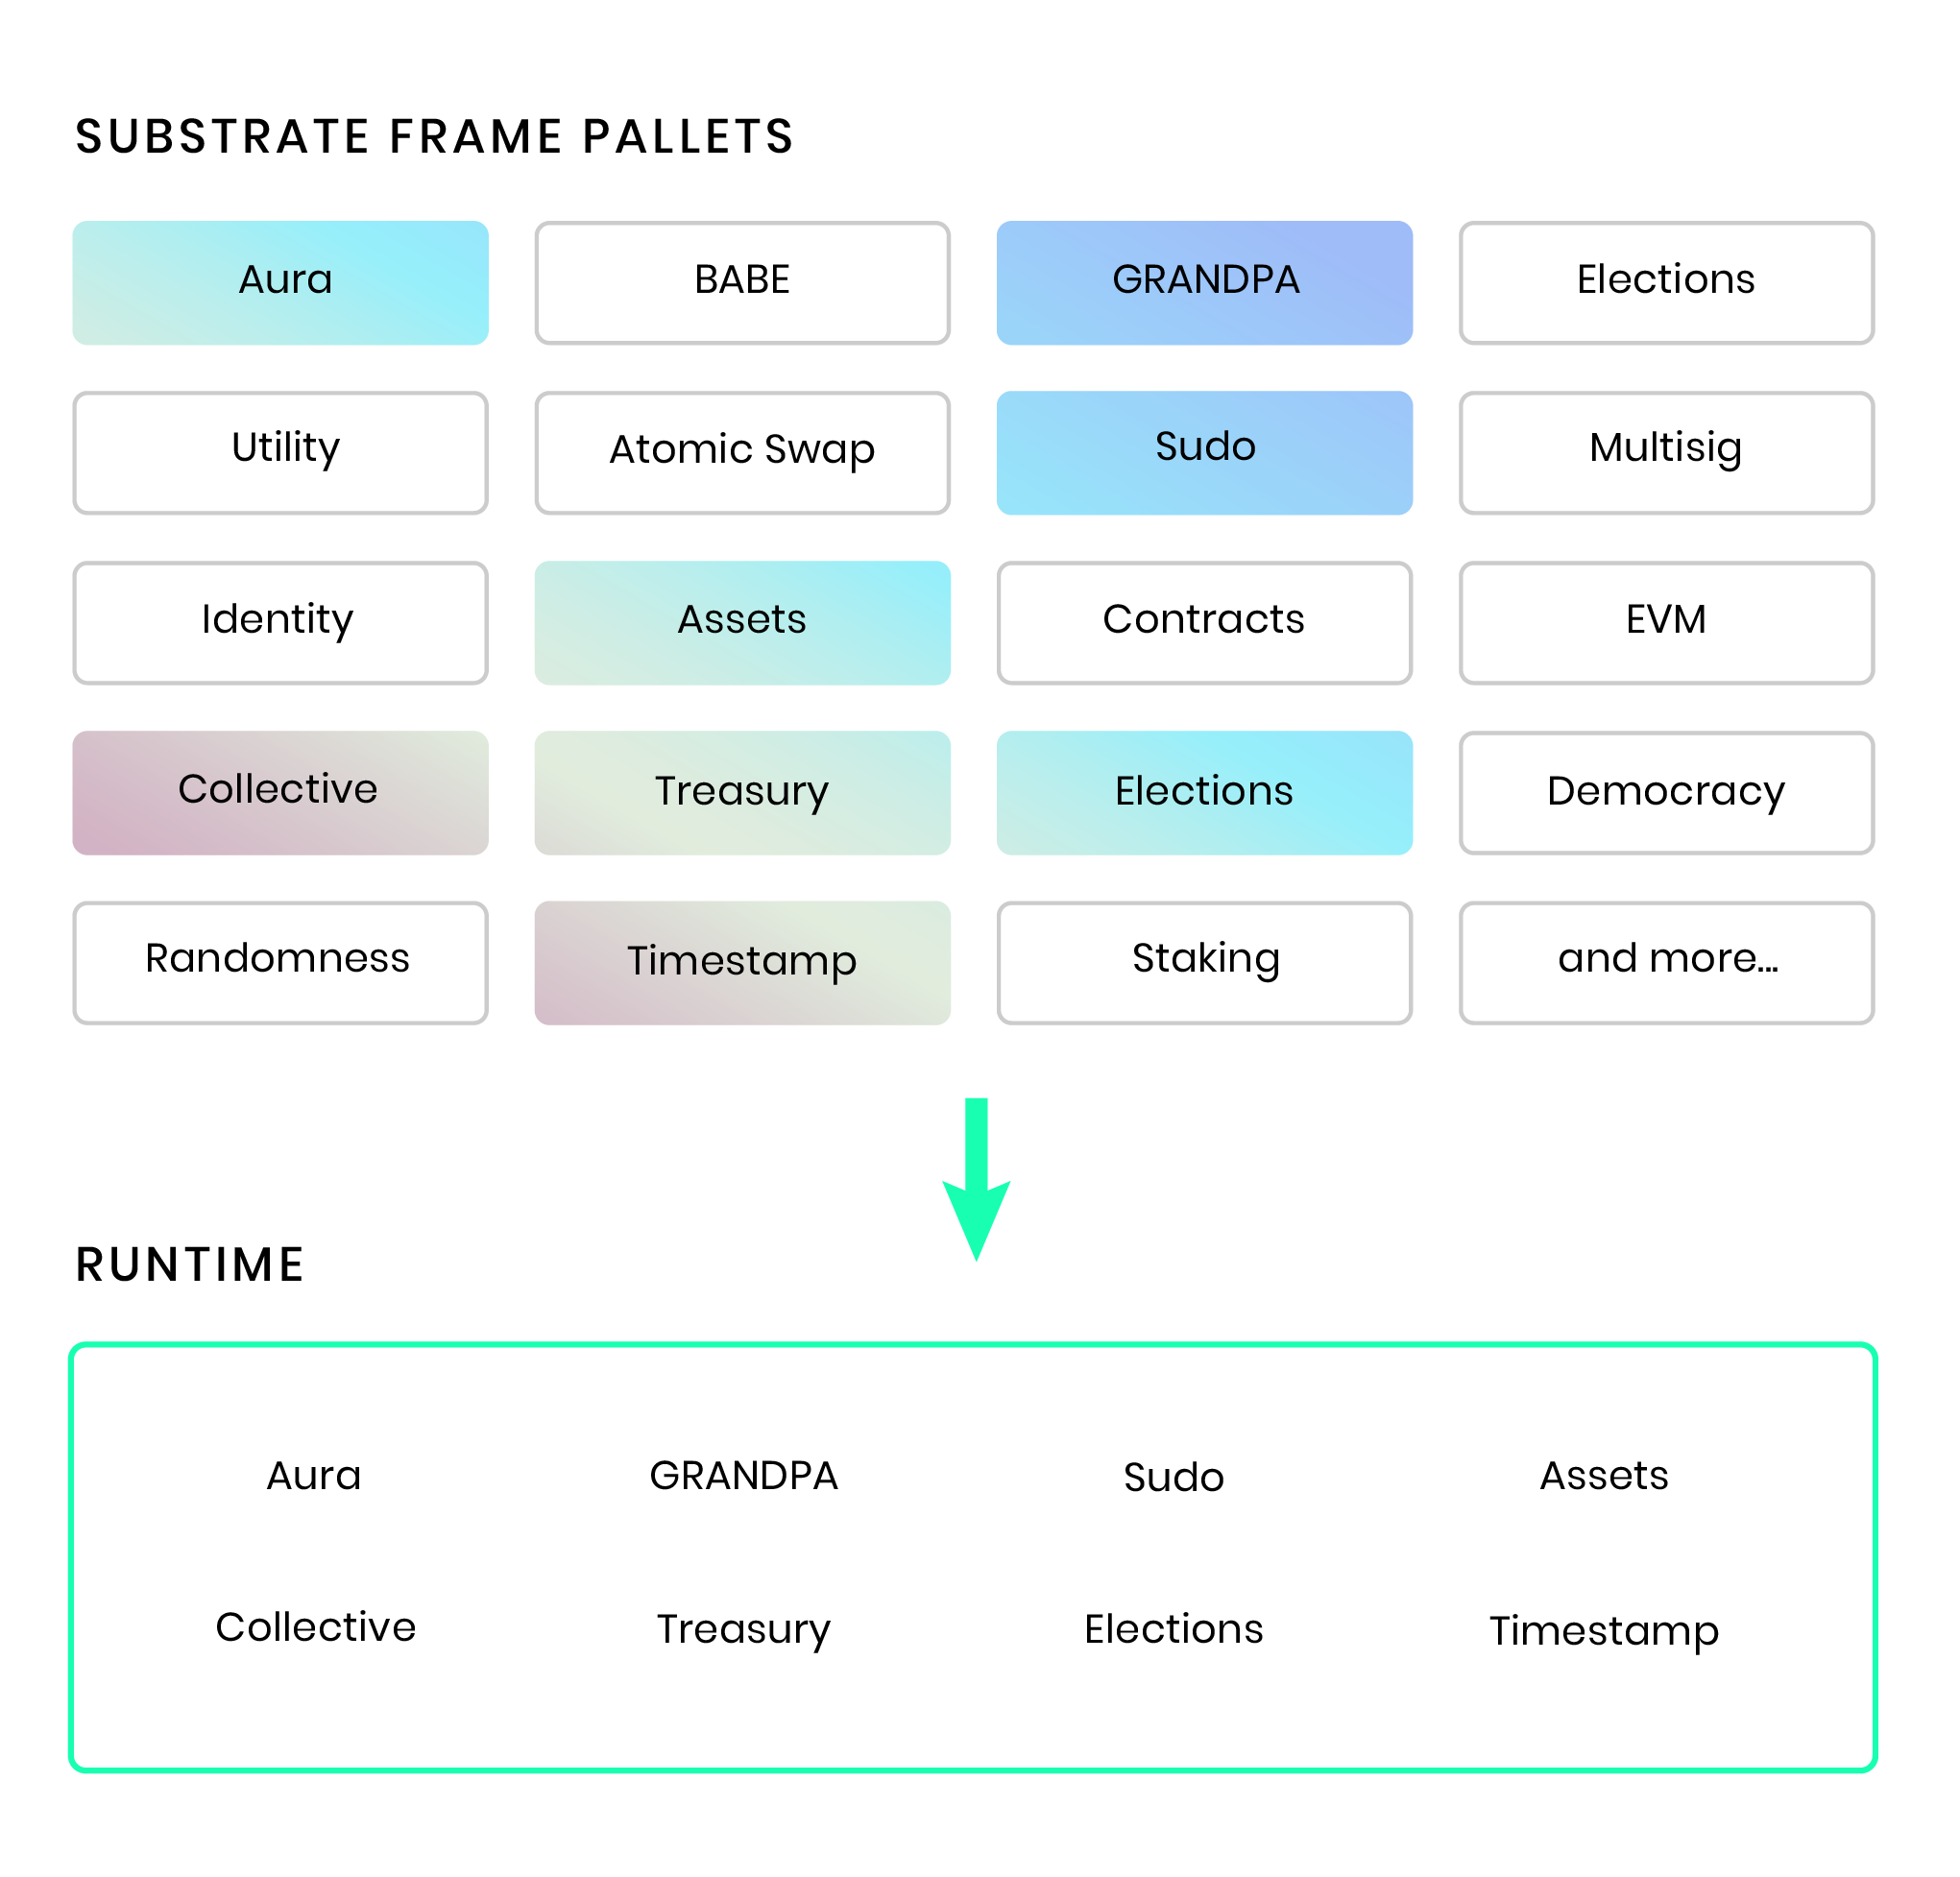 SUBSTRATE FRAME PALLETS
Aura
BABE
GRANDPA
Elections
Utility
Atomic Swap
Sudo
Multisig
Identity
Assets
Contracts
EVM
Collective
Treasury
Elections
Democracy
Randomness
Timestamp
Staking
and more...
RUNTIME
Aura
GRANDPA
Sudo
Assets
Collective
Treasury
Elections
Timestamp